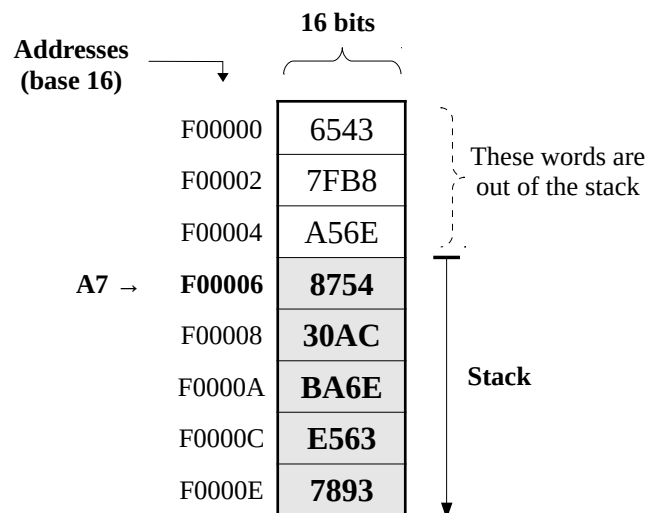 16 bits
Addresses
(base 16)
F00000 6543
F00002 7FB8
These words are
out of the stack
F00004 A56E
A7 → F00006 8754
F00008 30AC
F0000A BA6E
Stack
F0000C E563
F0000E 7893